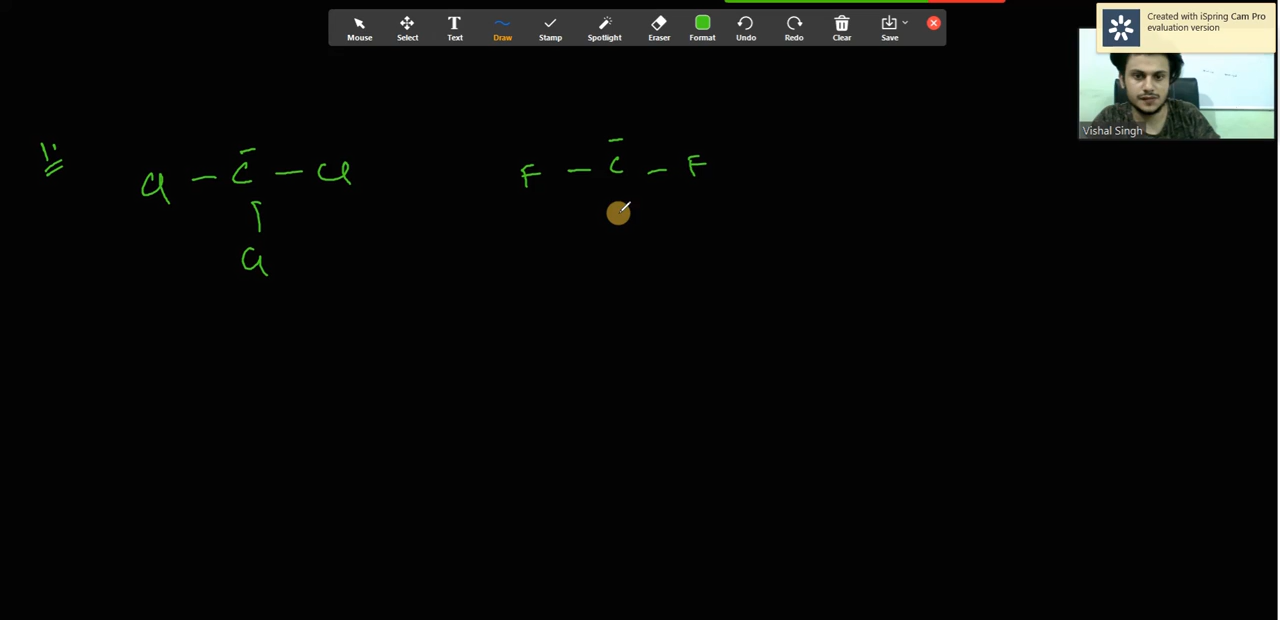 Created with iSpring Cam Pro
evaluation version
Mouse Select Text Draw Stamp Spotlight Eraser Format Undo Redo Clear Save
Vishal Singh
11
Cl - C̄ - Cl
Cl
F - C̄ - F